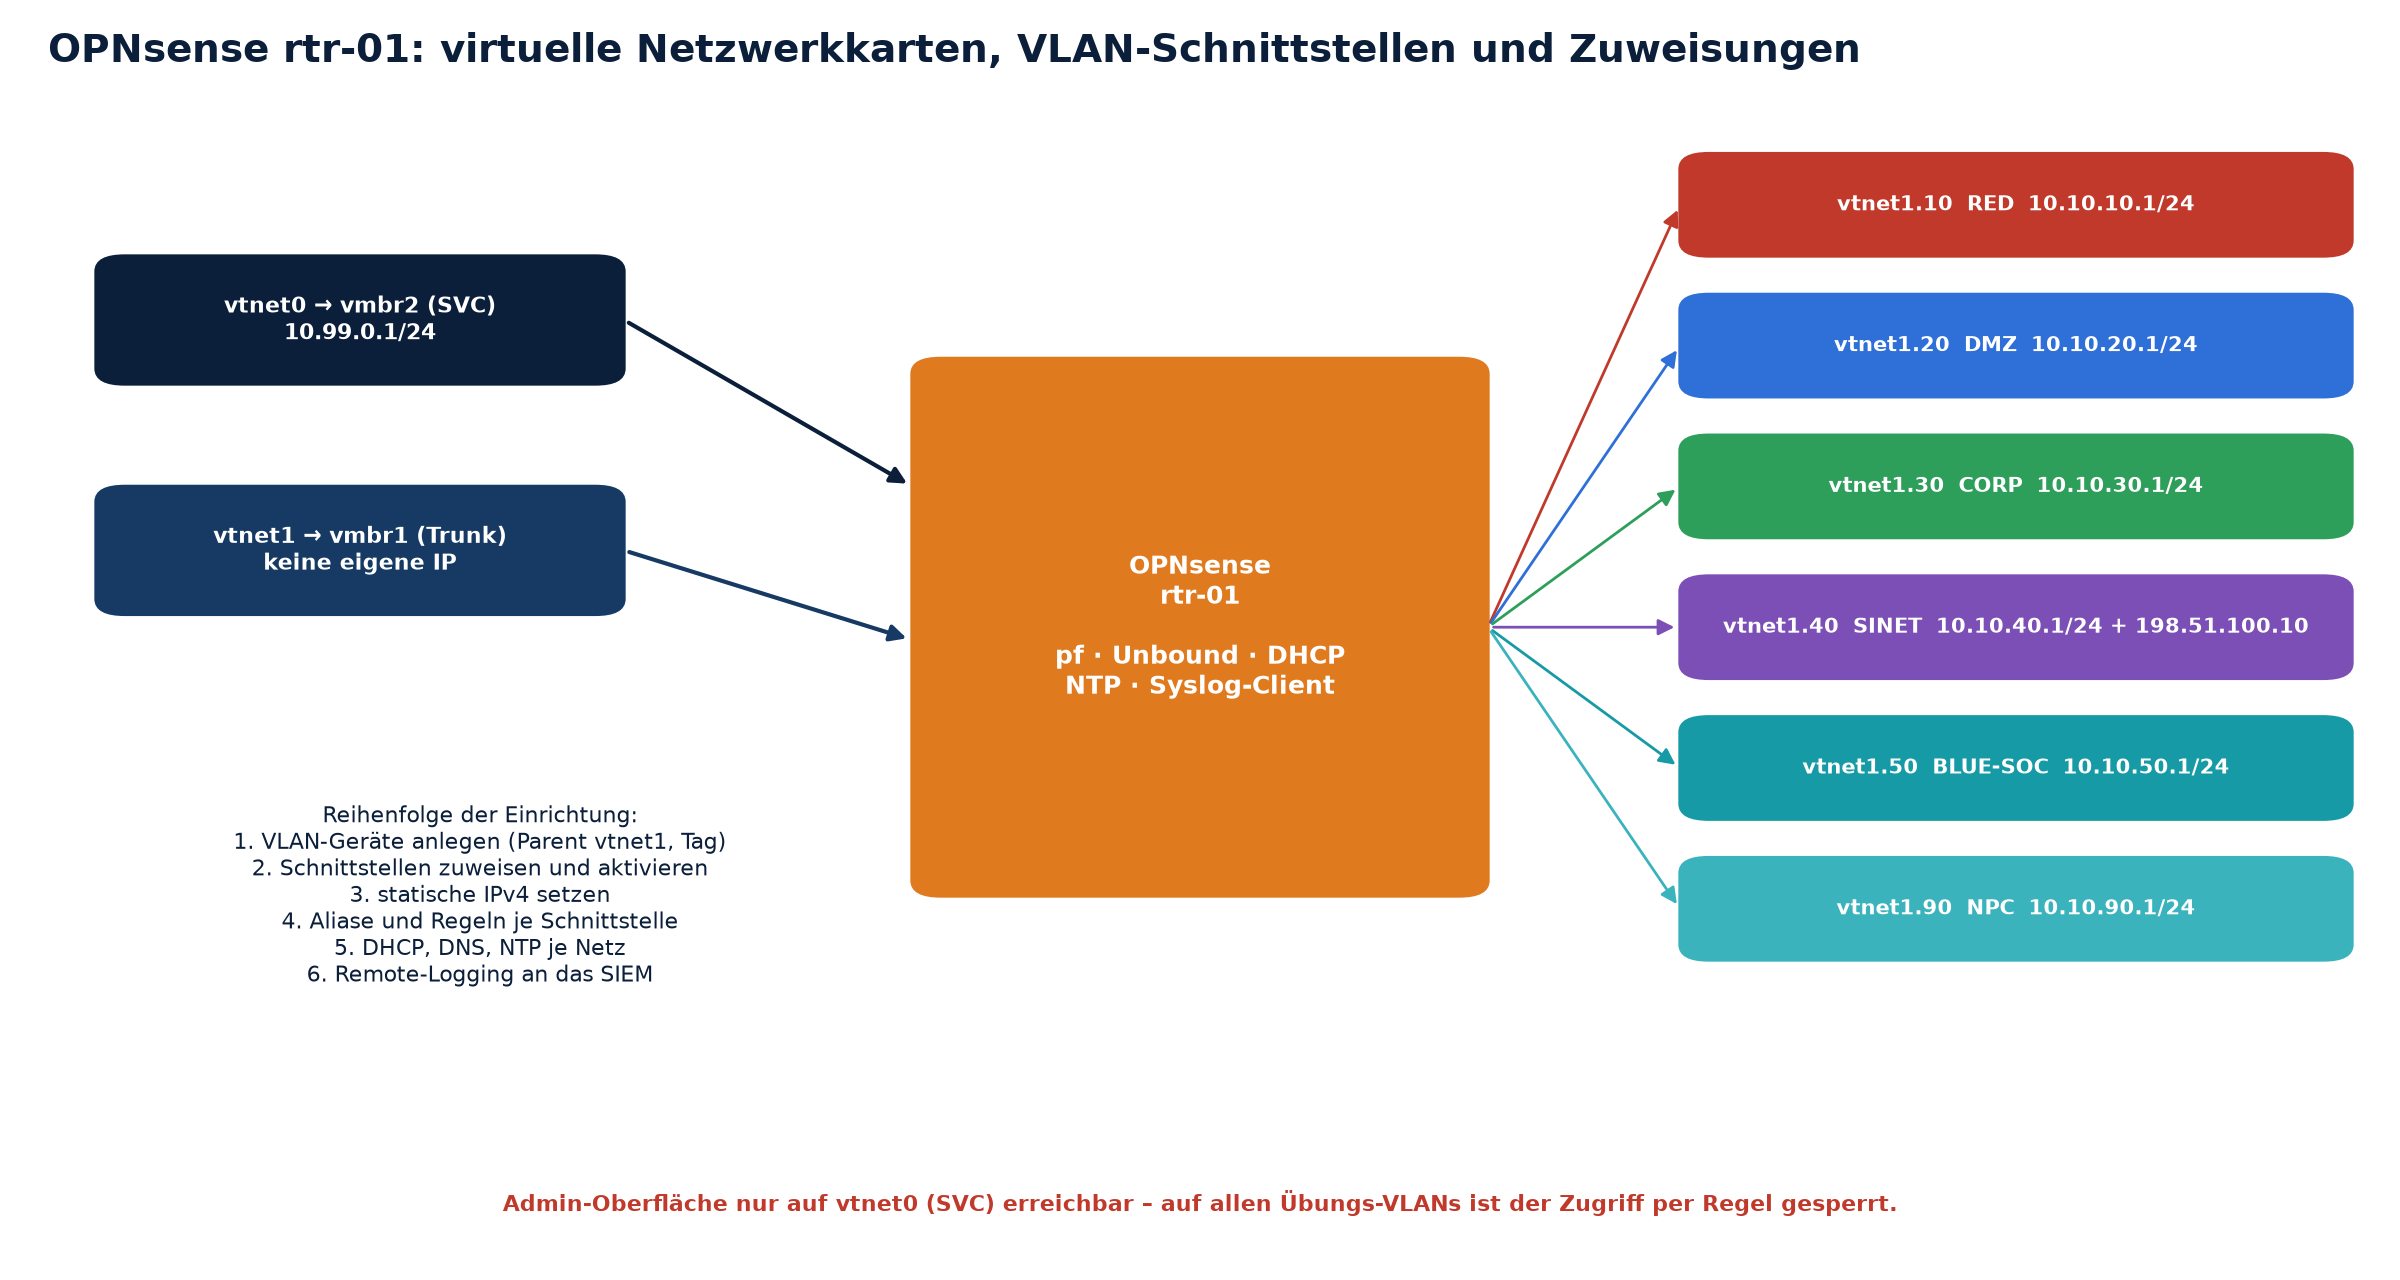 OPNsense rtr-01: virtuelle Netzwerkkarten, VLAN-Schnittstellen und Zuweisungen
vtnet0 → vmbr2 (SVC)
10.99.0.1/24
vtnet1 → vmbr1 (Trunk)
keine eigene IP
OPNsense
rtr-01
pf · Unbound · DHCP
NTP · Syslog-Client
vtnet1.10  RED  10.10.10.1/24
vtnet1.20  DMZ  10.10.20.1/24
vtnet1.30  CORP  10.10.30.1/24
vtnet1.40  SINET  10.10.40.1/24 + 198.51.100.10
vtnet1.50  BLUE-SOC  10.10.50.1/24
vtnet1.90  NPC  10.10.90.1/24
Reihenfolge der Einrichtung:
1. VLAN-Geräte anlegen (Parent vtnet1, Tag)
2. Schnittstellen zuweisen und aktivieren
3. statische IPv4 setzen
4. Aliase und Regeln je Schnittstelle
5. DHCP, DNS, NTP je Netz
6. Remote-Logging an das SIEM
Admin-Oberfläche nur auf vtnet0 (SVC) erreichbar – auf allen Übungs-VLANs ist der Zugriff per Regel gesperrt.